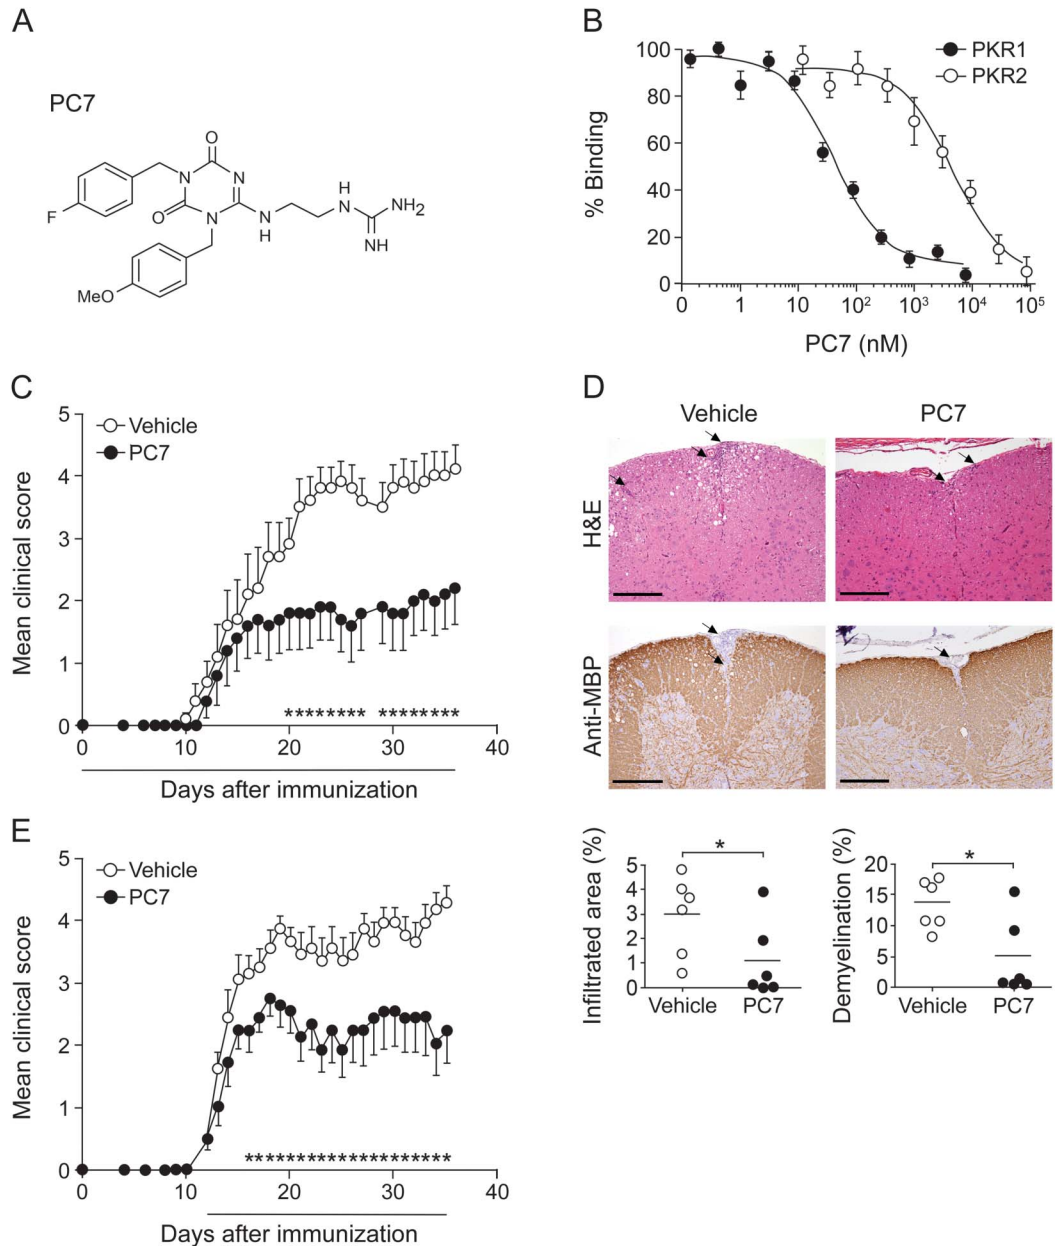 A
PC7
O
N
N
O
N
N
H
H
N
NH2
NH
F
MeO
B
PKR1
PKR2
% Binding
100
80
60
40
20
0
0 1 10 10² 10³ 10⁴ 10⁵
PC7 (nM)
C
Vehicle
PC7
Mean clinical score
5
4
3
2
1
0
******** ********
0 10 20 30 40
Days after immunization
D
Vehicle PC7
H&E
Anti-MBP
Infiltrated area (%)
*
5
4
3
2
1
0
Vehicle PC7
Demyelination (%)
*
20
15
10
5
0
Vehicle PC7
E
Vehicle
PC7
Mean clinical score
5
4
3
2
1
0
********************
0 10 20 30 40
Days after immunization